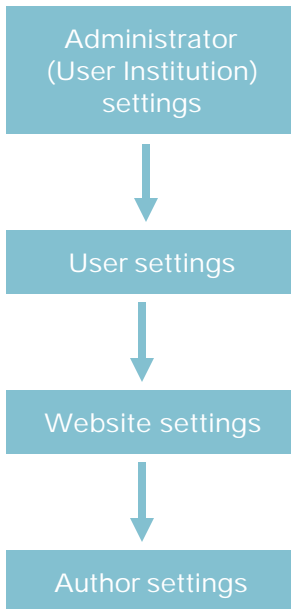 Administrator
(User Institution)
settings
User settings
Website settings
Author settings